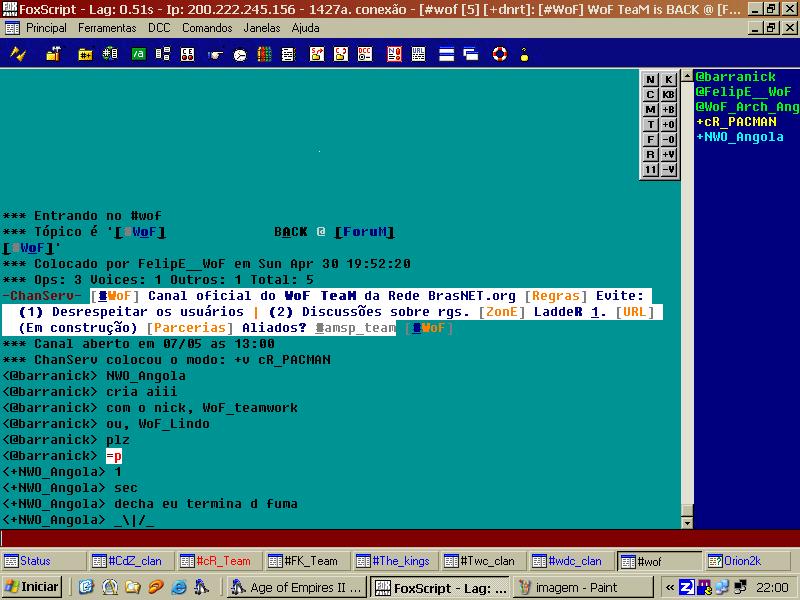 FoxScript - Lag: 0.51s - Ip: 200.222.245.156 - 1427a. conexão - [#wof [5] [+dnrt]: [#WoF] WoF TeaM is BACK @ [F...
Principal Ferramentas DCC Comandos Janelas Ajuda
N K
C KB
M +B
T +O
F -O
R +V
11 -V
@barranick
@FelipE__WoF
@WoF_Arch_Ang
+cR_PACMAN
+NWO_Angola
*** Entrando no #wof
*** Tópico é '[#WoF] BACK @ [ForuM]
[#WoF]'
*** Colocado por FelipE__WoF em Sun Apr 30 19:52:20
*** Ops: 3 Voices: 1 Outros: 1 Total: 5
-ChanServ- [#WoF] Canal oficial do WoF TeaM da Rede BrasNET.org [Regras] Evite:
(1) Desrespeitar os usuários | (2) Discussões sobre rgs. [ZonE] LaddeR 1. [URL]
(Em construção) [Parcerias] Aliados? #amsp_team [#WoF]
*** Canal aberto em 07/05 as 13:00
*** ChanServ colocou o modo: +v cR_PACMAN
<@barranick> NWO_Angola
<@barranick> cria aiii
<@barranick> com o nick, WoF_teamwork
<@barranick> ou, WoF_Lindo
<@barranick> plz
<@barranick> =p
<+NWO_Angola> 1
<+NWO_Angola> sec
<+NWO_Angola> decha eu termina d fuma
<+NWO_Angola> _\|/_
Status #CdZ_clan #cR_Team #FK_Team #The_kings #Twc_clan #wdc_clan #wof Orion2k
Iniciar Age of Empires II ... FoxScript - Lag: ... imagem - Paint « 22:00